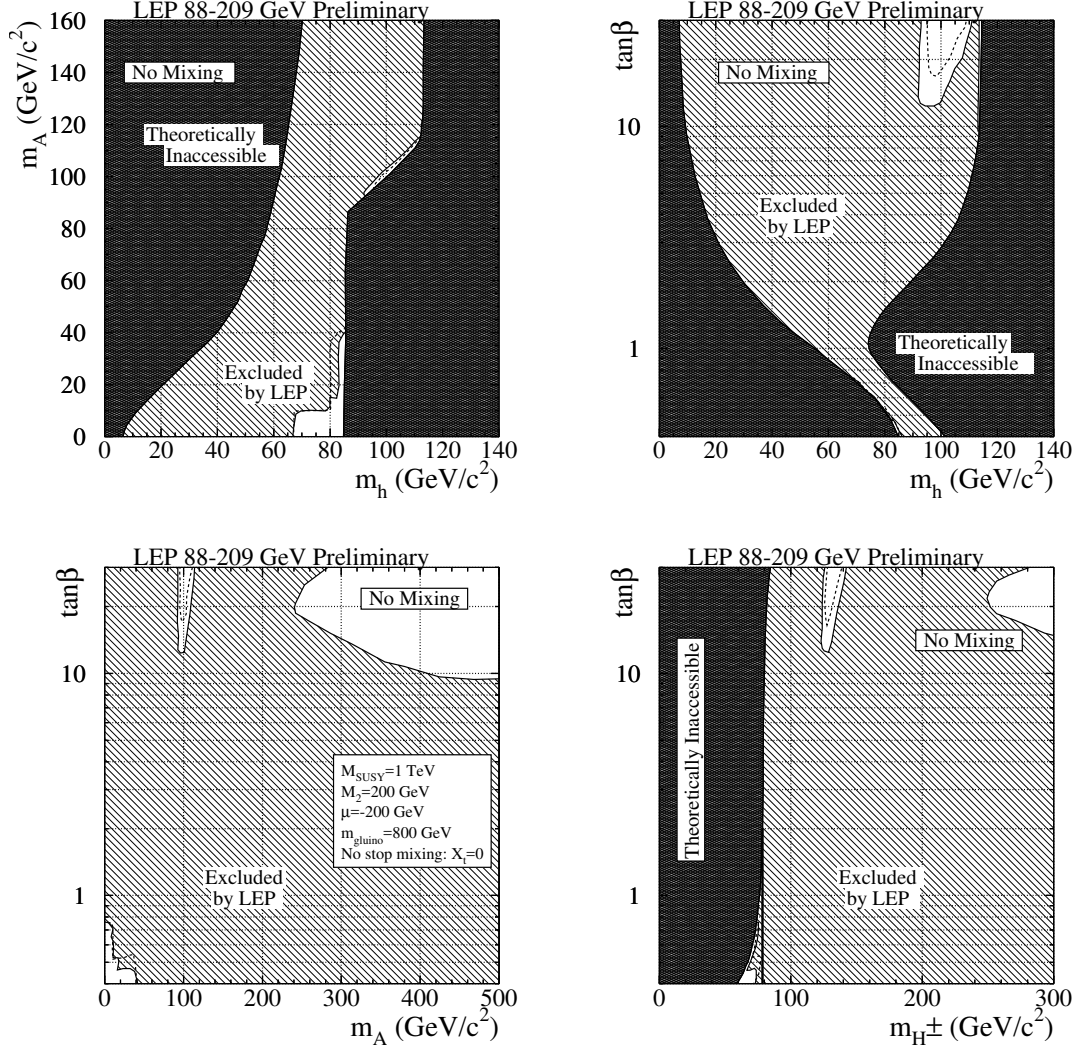 LEP 88-209 GeV Preliminary
m_A (GeV/c²)
160
140
120
100
80
60
40
20
0
No Mixing
Theoretically
Inaccessible
Excluded
by LEP
0 20 40 60 80 100 120 140
m_h (GeV/c²)
LEP 88-209 GeV Preliminary
tanβ
10
1
No Mixing
Excluded
by LEP
Theoretically
Inaccessible
0 20 40 60 80 100 120 140
m_h (GeV/c²)
LEP 88-209 GeV Preliminary
tanβ
10
1
No Mixing
M_SUSY=1 TeV
M_2=200 GeV
μ=-200 GeV
m_gluino=800 GeV
No stop mixing: X_t=0
Excluded
by LEP
0 100 200 300 400 500
m_A (GeV/c²)
LEP 88-209 GeV Preliminary
tanβ
10
1
No Mixing
Theoretically Inaccessible
Excluded
by LEP
0 100 200 300
m_H± (GeV/c²)